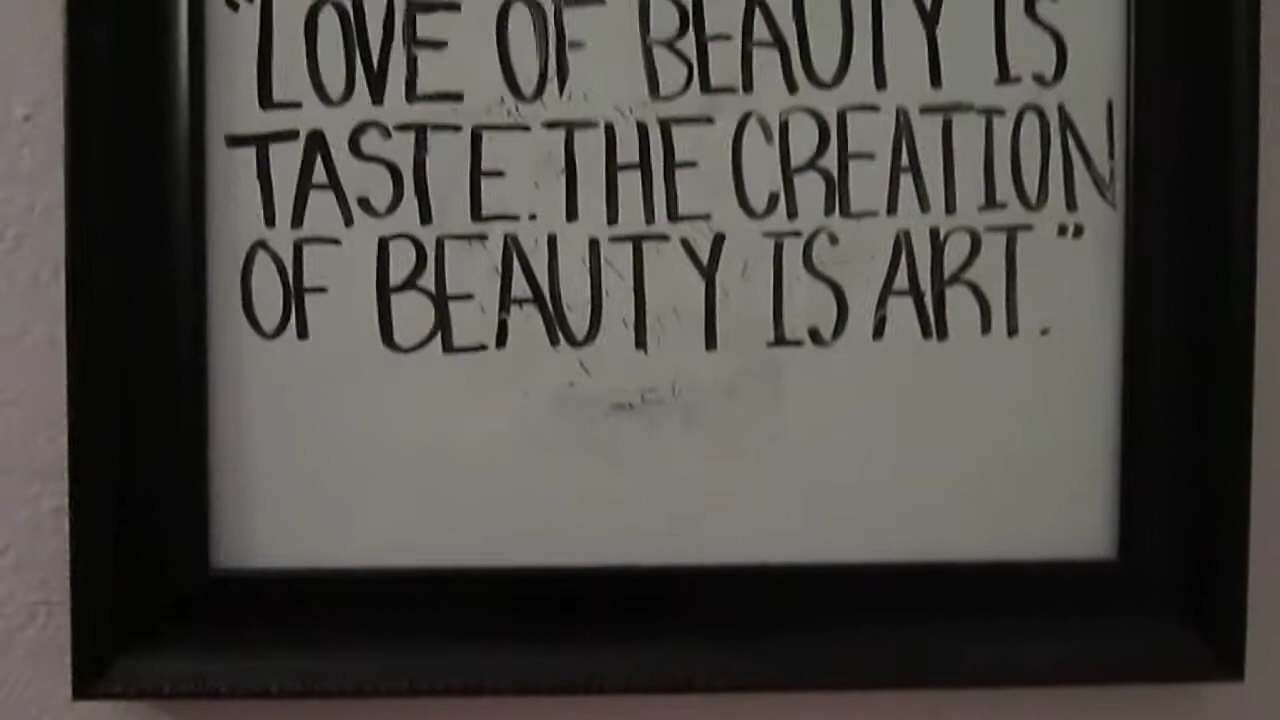 "LOVE OF BEAUTY IS
TASTE. THE CREATION
OF BEAUTY IS ART."